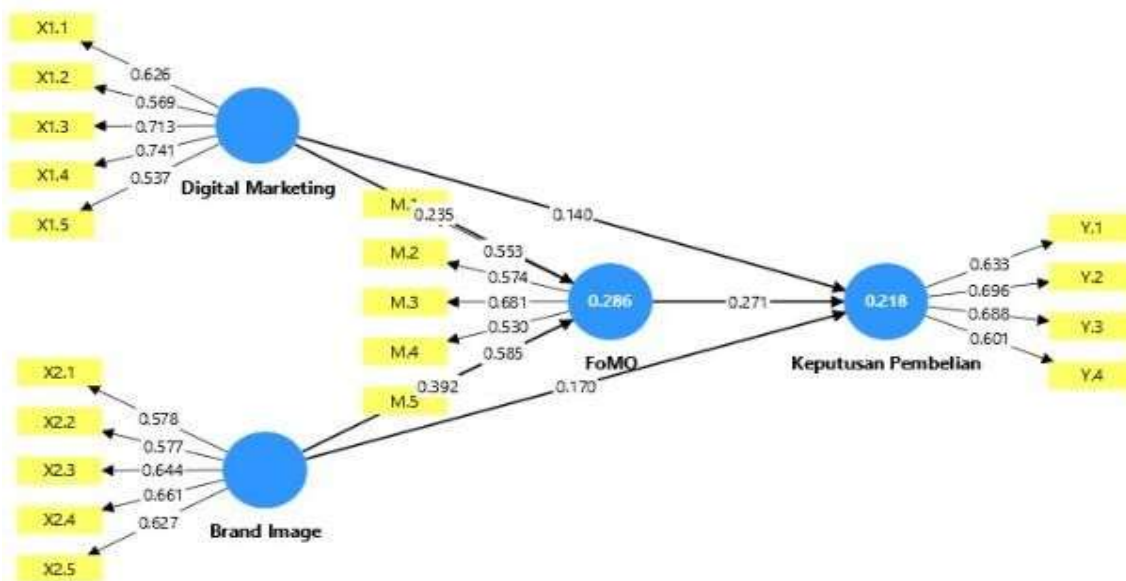 X1.1
0.626
X1.2
0.569
X1.3
0.713
X1.4
0.741
X1.5
0.537
Digital Marketing
0.235
0.140
M.2
0.553
0.574
M.3
0.681
M.4
0.530
0.585
M.5
0.392
0.286
FoMO
0.271
0.170
0.218
Keputusan Pembelian
Y.1
0.633
Y.2
0.696
Y.3
0.688
Y.4
0.601
X2.1
0.578
X2.2
0.577
X2.3
0.644
X2.4
0.661
X2.5
0.627
Brand Image